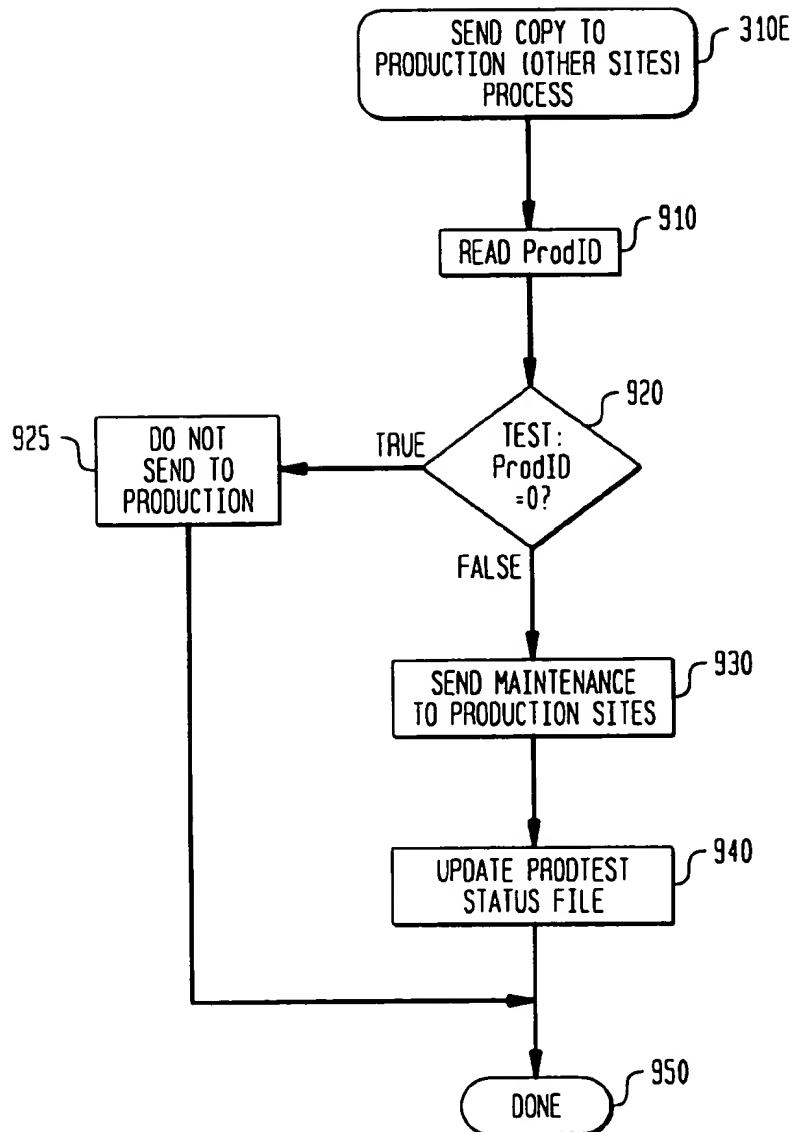 SEND COPY TO
PRODUCTION (OTHER SITES)
PROCESS
310E
READ ProdID
910
TEST:
ProdID
=0?
920
TRUE
DO NOT
SEND TO
PRODUCTION
925
FALSE
SEND MAINTENANCE
TO PRODUCTION SITES
930
UPDATE PRODTEST
STATUS FILE
940
DONE
950